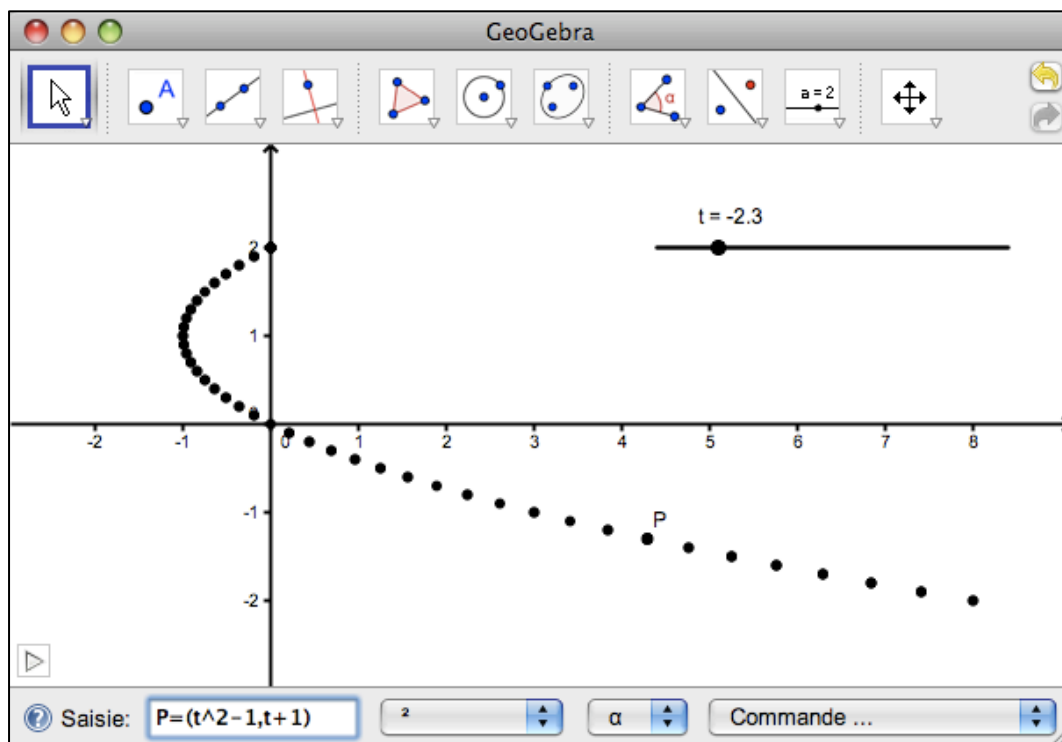 GeoGebra
A
α
a = 2
t = -2.3
2
1
0
-2
-1
0
1
2
3
4
5
6
7
8
-1
P
-2
Saisie:
P=(t^2-1,t+1)
²
α
Commande ...